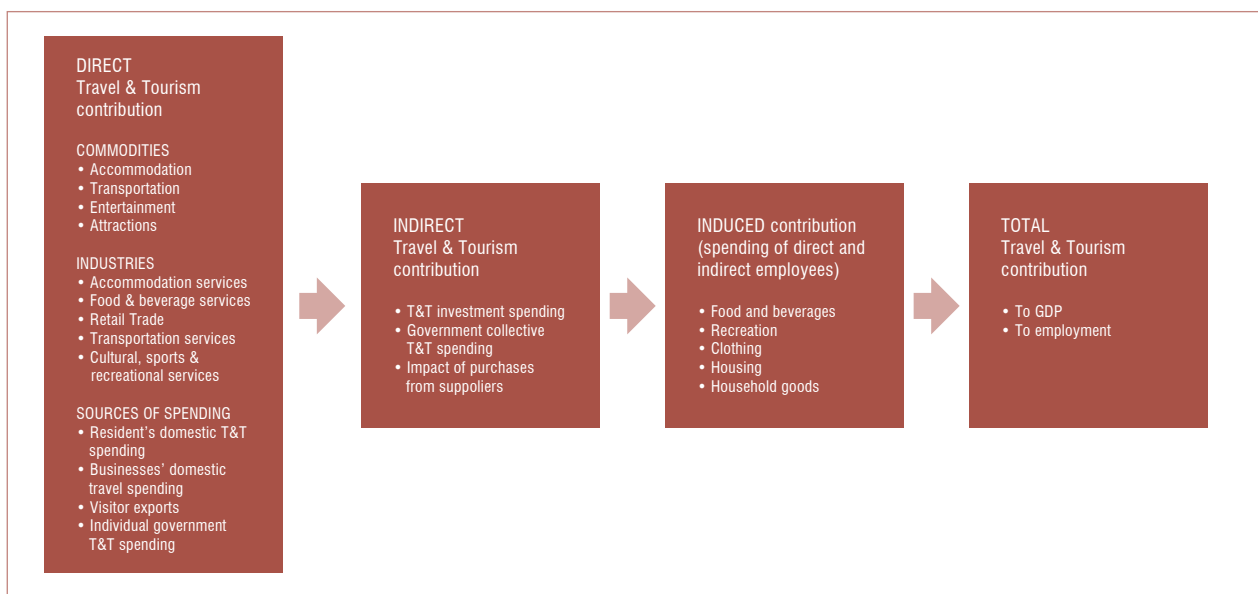 DIRECT
Travel & Tourism
contribution
COMMODITIES
• Accommodation
• Transportation
• Entertainment
• Attractions
INDUSTRIES
• Accommodation services
• Food & beverage services
• Retail Trade
• Transportation services
• Cultural, sports &
recreational services
SOURCES OF SPENDING
• Resident’s domestic T&T
spending
• Businesses’ domestic
travel spending
• Visitor exports
• Individual government
T&T spending
INDIRECT
Travel & Tourism
contribution
• T&T investment spending
• Government collective
T&T spending
• Impact of purchases
from suppoliers
INDUCED contribution
(spending of direct and
indirect employees)
• Food and beverages
• Recreation
• Clothing
• Housing
• Household goods
TOTAL
Travel & Tourism
contribution
• To GDP
• To employment